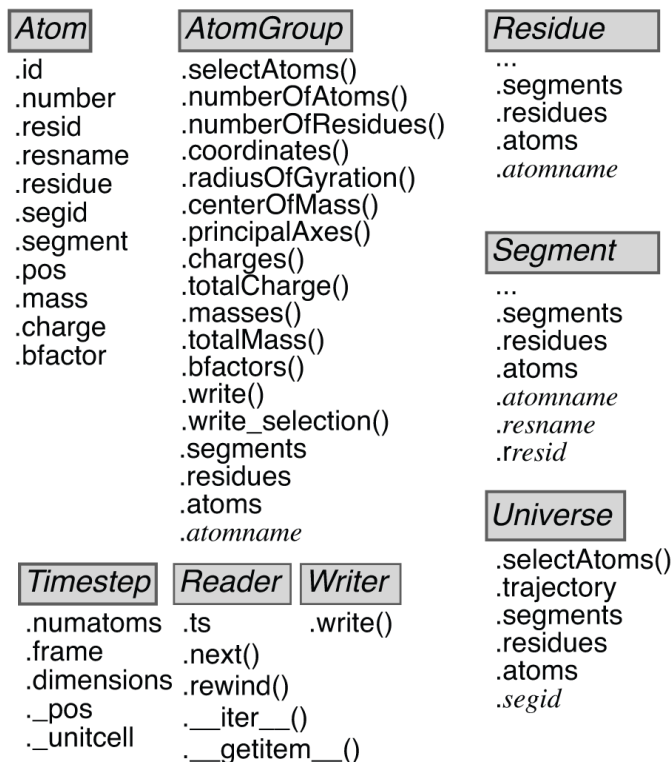 Atom
.id
.number
.resid
.resname
.residue
.segid
.segment
.pos
.mass
.charge
.bfactor
AtomGroup
.selectAtoms()
.numberOfAtoms()
.numberOfResidues()
.coordinates()
.radiusOfGyration()
.centerOfMass()
.principalAxes()
.charges()
.totalCharge()
.masses()
.totalMass()
.bfactors()
.write()
.write_selection()
.segments
.residues
.atoms
.atomname
Residue
...
.segments
.residues
.atoms
.atomname
Segment
...
.segments
.residues
.atoms
.atomname
.resname
.rresid
Timestep
.numatoms
.frame
.dimensions
._pos
._unitcell
Reader
.ts
.next()
.rewind()
.__iter__()
.__getitem__()
Writer
.write()
Universe
.selectAtoms()
.trajectory
.segments
.residues
.atoms
.segid